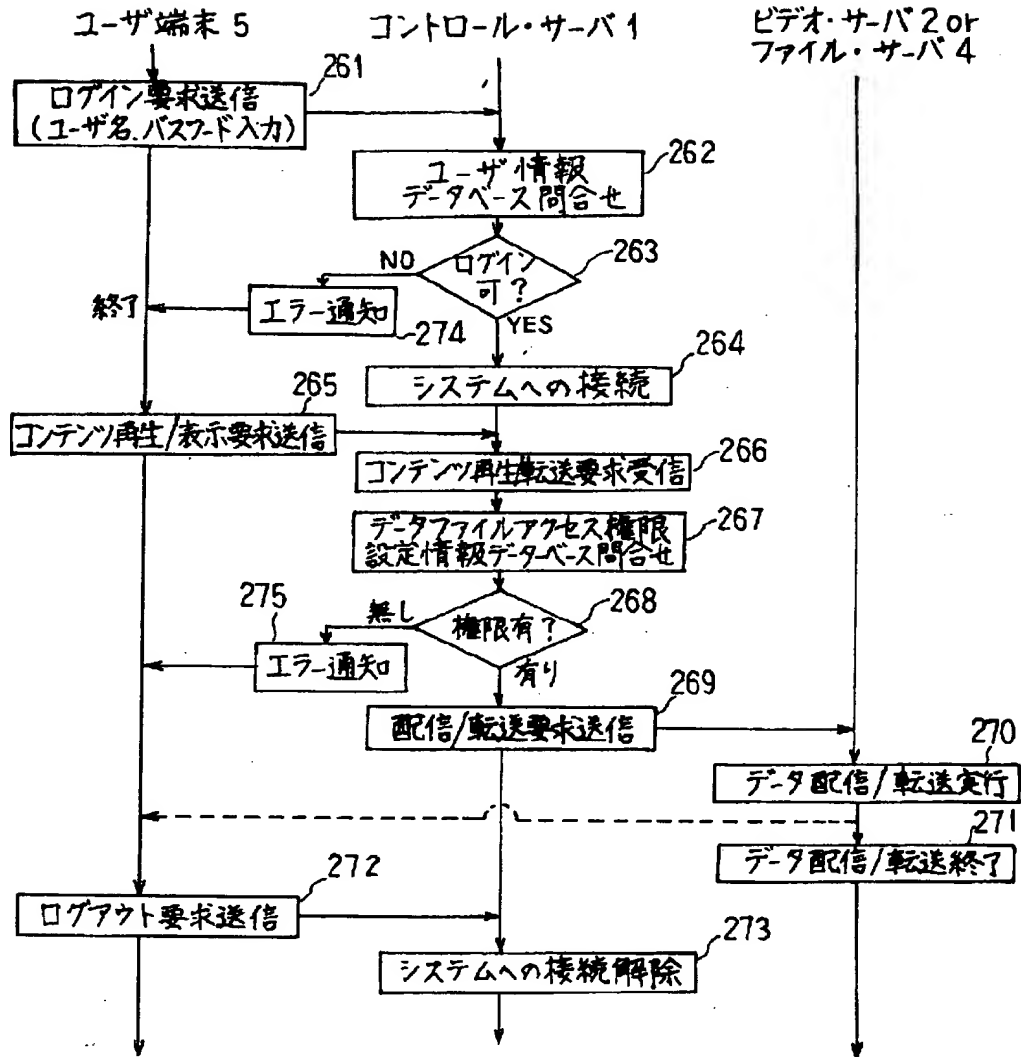 ユーザ端末 5
コントロール・サーバ 1
ビデオ・サーバ 2 or
ファイル・サーバ 4
261
ログイン要求送信
(ユーザ名、パスワード入力)
262
ユーザ情報
データベース問合せ
263
ログイン
可?
NO
YES
エラー通知
274
終了
264
システムへの接続
265
コンテンツ再生/表示要求送信
266
コンテンツ再生/転送要求受信
267
データファイルアクセス権限
設定情報データベース問合せ
268
権限有?
無し
有り
275
エラー通知
269
配信/転送要求送信
270
データ配信/転送実行
271
データ配信/転送終了
272
ログアウト要求送信
273
システムへの接続解除